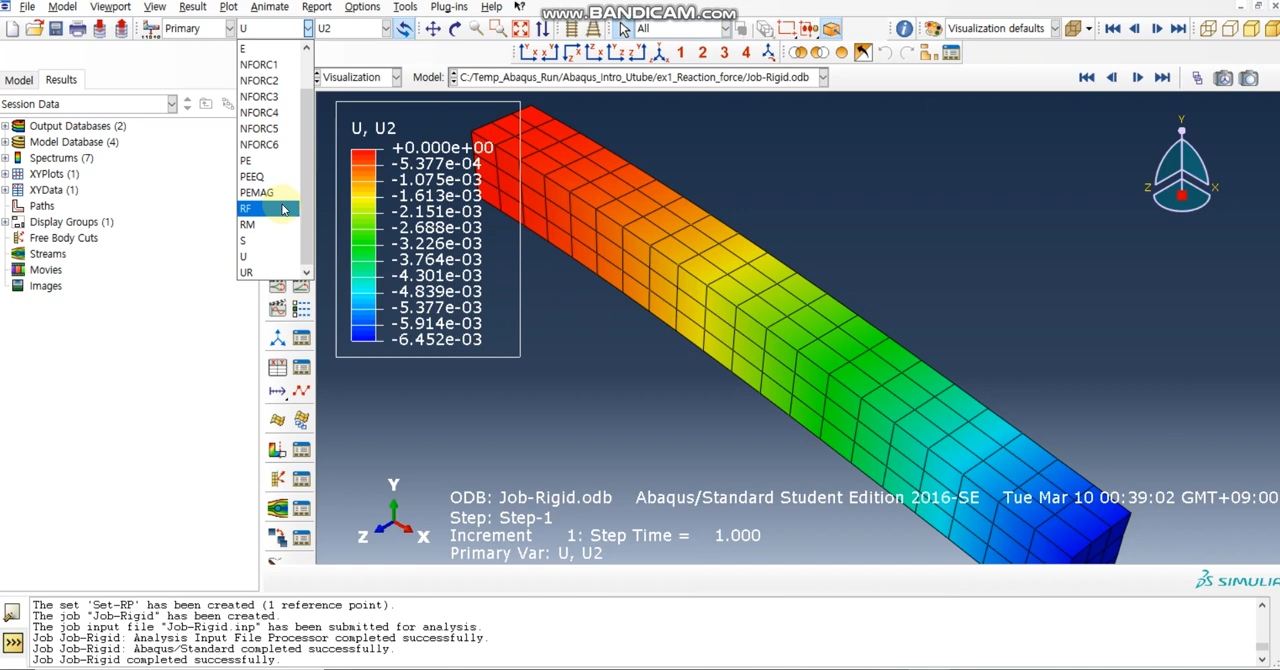 File Model Viewport View Result Plot Animate Report Options Tools Plug-ins Help
www.BANDICAM.com
Primary U U2 All Visualization defaults
1 2 3 4
Model Results
Visualization Model: C:/Temp_Abaqus_Run/Abaqus_Intro_Utube/ex1_Reaction_force/Job-Rigid.odb
Session Data
Output Databases (2)
Model Database (4)
Spectrums (7)
XYPlots (1)
XYData (1)
Paths
Display Groups (1)
Free Body Cuts
Streams
Movies
Images
E
NFORC1
NFORC2
NFORC3
NFORC4
NFORC5
NFORC6
PE
PEEQ
PEMAG
RF
RM
S
U
UR
U, U2
+0.000e+00
-5.377e-04
-1.075e-03
-1.613e-03
-2.151e-03
-2.688e-03
-3.226e-03
-3.764e-03
-4.301e-03
-4.839e-03
-5.377e-03
-5.914e-03
-6.452e-03
Y
Z X
Y
Z X
ODB: Job-Rigid.odb Abaqus/Standard Student Edition 2016-SE Tue Mar 10 00:39:02 GMT+09:00
Step: Step-1
Increment 1: Step Time = 1.000
Primary Var: U, U2
SIMULIA
The set 'Set-RP' has been created (1 reference point).
The job "Job-Rigid" has been created.
The job input file "Job-Rigid.inp" has been submitted for analysis.
Job Job-Rigid: Analysis Input File Processor completed successfully.
Job Job-Rigid: Abaqus/Standard completed successfully.
Job Job-Rigid completed successfully.